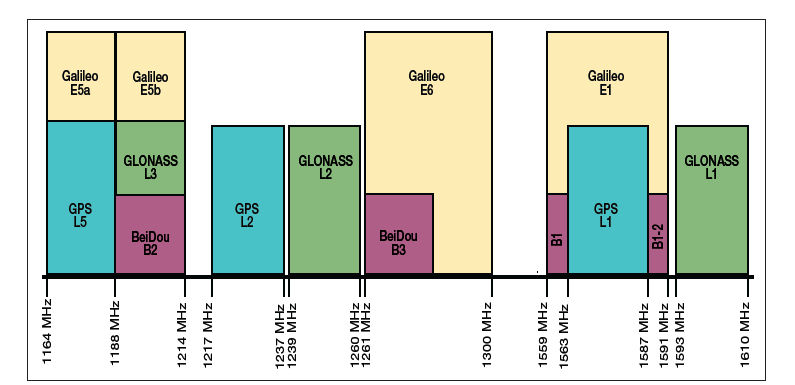 Galileo
E5a
Galileo
E5b
Galileo
E6
Galileo
E1
GPS
L5
GLONASS
L3
BeiDou
B2
GPS
L2
GLONASS
L2
BeiDou
B3
B1
GPS
L1
B1-2
GLONASS
L1
1164 MHz
1188 MHz
1214 MHz
1217 MHz
1237 MHz
1239 MHz
1260 MHz
1261 MHz
1300 MHz
1559 MHz
1563 MHz
1587 MHz
1591 MHz
1593 MHz
1610 MHz